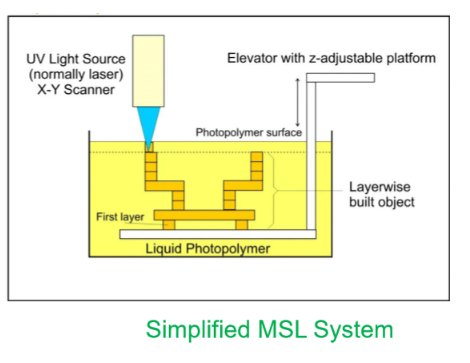 UV Light Source
(normally laser)
X-Y Scanner
Elevator with z-adjustable platform
Photopolymer surface
Layerwise
built object
First layer
Liquid Photopolymer
Simplified MSL System